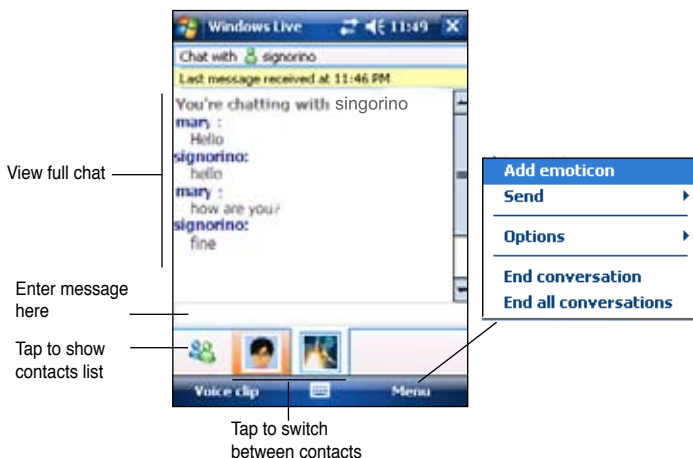 Windows Live 11:49
Chat with signorino
Last message received at 11:46 PM
You're chatting with singorino
mary :
Hello
signorino:
hello
mary :
how are you?
signorino:
fine
Voice clip Menu
View full chat
Enter message
here
Tap to show
contacts list
Tap to switch
between contacts
Add emoticon
Send
Options
End conversation
End all conversations